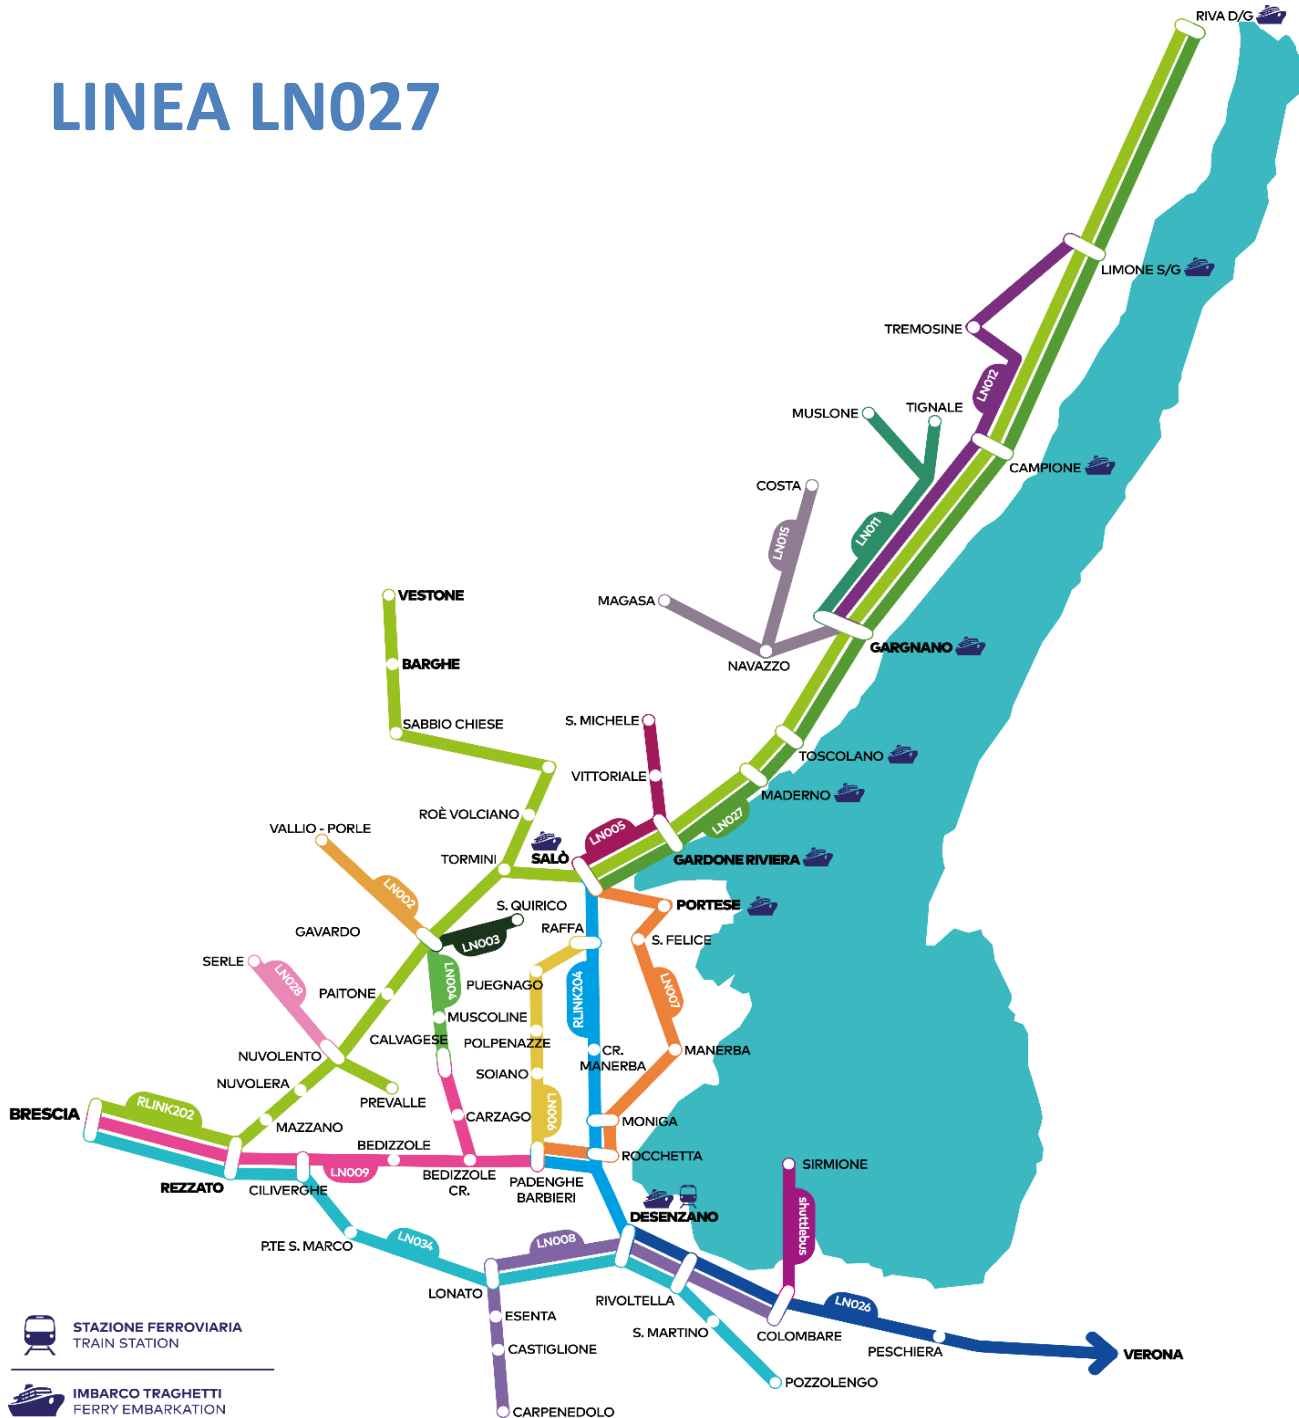 RIVA D/G
LINEA LN027
LIMONE S/G
TREMOSINE
LN012
MUSLONE
TIGNALE
CAMPIONE
COSTA
LN011
LN015
VESTONE
MAGASA
GARGNANO
NAVAZZO
BARGHE
SABBIO CHIESE
S. MICHELE
TOSCOLANO
VITTORIALE
MADERNO
ROÈ VOLCIANO
LN027
VALLIO - PORLE
LN005
TORMINI
SALÒ
GARDONE RIVIERA
LN002
S. QUIRICO
PORTESE
GAVARDO
LN003
RAFFA
S. FELICE
SERLE
LN028
LN004
PUEGNAGO
RLINK204
LN007
PAITONE
MUSCOLINE
CALVAGESE
POLPENAZZE
CR.
MANERBA
MANERBA
NUVOLENTO
SOIANO
NUVOLERA
PREVALLE
LN006
BRESCIA
RLINK202
CARZAGO
MONIGA
MAZZANO
BEDIZZOLE
ROCCHETTA
SIRMIONE
REZZATO
CILIVERGHE
LN009
BEDIZZOLE
CR.
PADENGHE
BARBIERI
DESENZANO
shuttlebus
P.TE S. MARCO
LN034
LN008
LONATO
RIVOLTELLA
LN026
ESENTA
S. MARTINO
COLOMBARE
PESCHIERA
VERONA
CASTIGLIONE
POZZOLENGO
CARPENEDOLO
STAZIONE FERROVIARIA
TRAIN STATION
IMBARCO TRAGHETTI
FERRY EMBARKATION